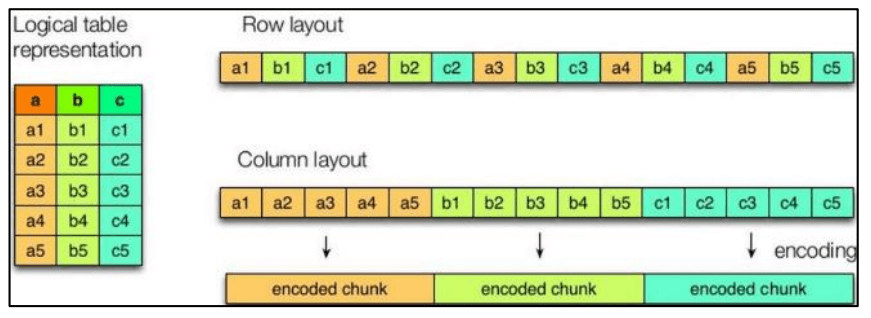 Logical table
representation
a b c
a1 b1 c1
a2 b2 c2
a3 b3 c3
a4 b4 c4
a5 b5 c5
Row layout
a1 b1 c1 a2 b2 c2 a3 b3 c3 a4 b4 c4 a5 b5 c5
Column layout
a1 a2 a3 a4 a5 b1 b2 b3 b4 b5 c1 c2 c3 c4 c5
encoding
encoded chunk encoded chunk encoded chunk